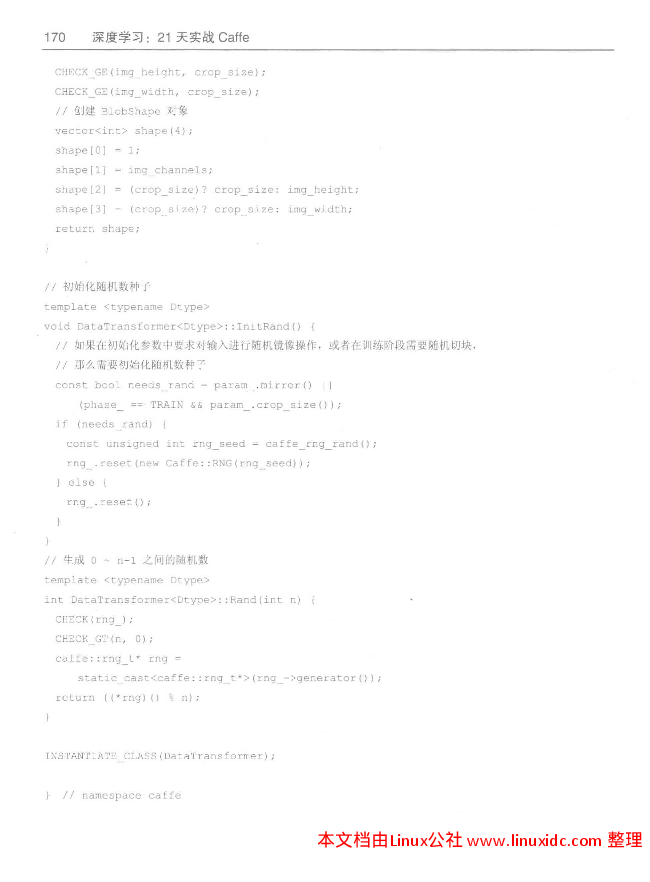 170 深度学习：21 天实战 Caffe
CHECK_GE(img_height, crop_size);
CHECK_GE(img_width, crop_size);
// 创建 BlobShape 对象
vector<int> shape(4);
shape[0] = 1;
shape[1] = img_channels;
shape[2] = (crop_size)? crop_size: img_height;
shape[3] = (crop_size)? crop_size: img_width;
return shape;
}
// 初始化随机数种子
template <typename Dtype>
void DataTransformer<Dtype>::InitRand() {
// 如果在初始化参数中要求对输入进行随机镜像操作，或者在训练阶段需要随机切块，
// 那么需要初始化随机数种子
const bool needs_rand = param_.mirror() ||
(phase_ == TRAIN && param_.crop_size());
if (needs_rand) {
const unsigned int rng_seed = caffe_rng_rand();
rng_.reset(new Caffe::RNG(rng_seed));
} else {
rng_.reset();
}
}
// 生成 0 ~ n-1 之间的随机数
template <typename Dtype>
int DataTransformer<Dtype>::Rand(int n) {
CHECK(rng_);
CHECK_GT(n, 0);
caffe::rng_t* rng =
static_cast<caffe::rng_t*>(rng_->generator());
return ((*rng)() % n);
}
INSTANTIATE_CLASS(DataTransformer);
} // namespace caffe
本文档由Linux公社 www.linuxidc.com 整理